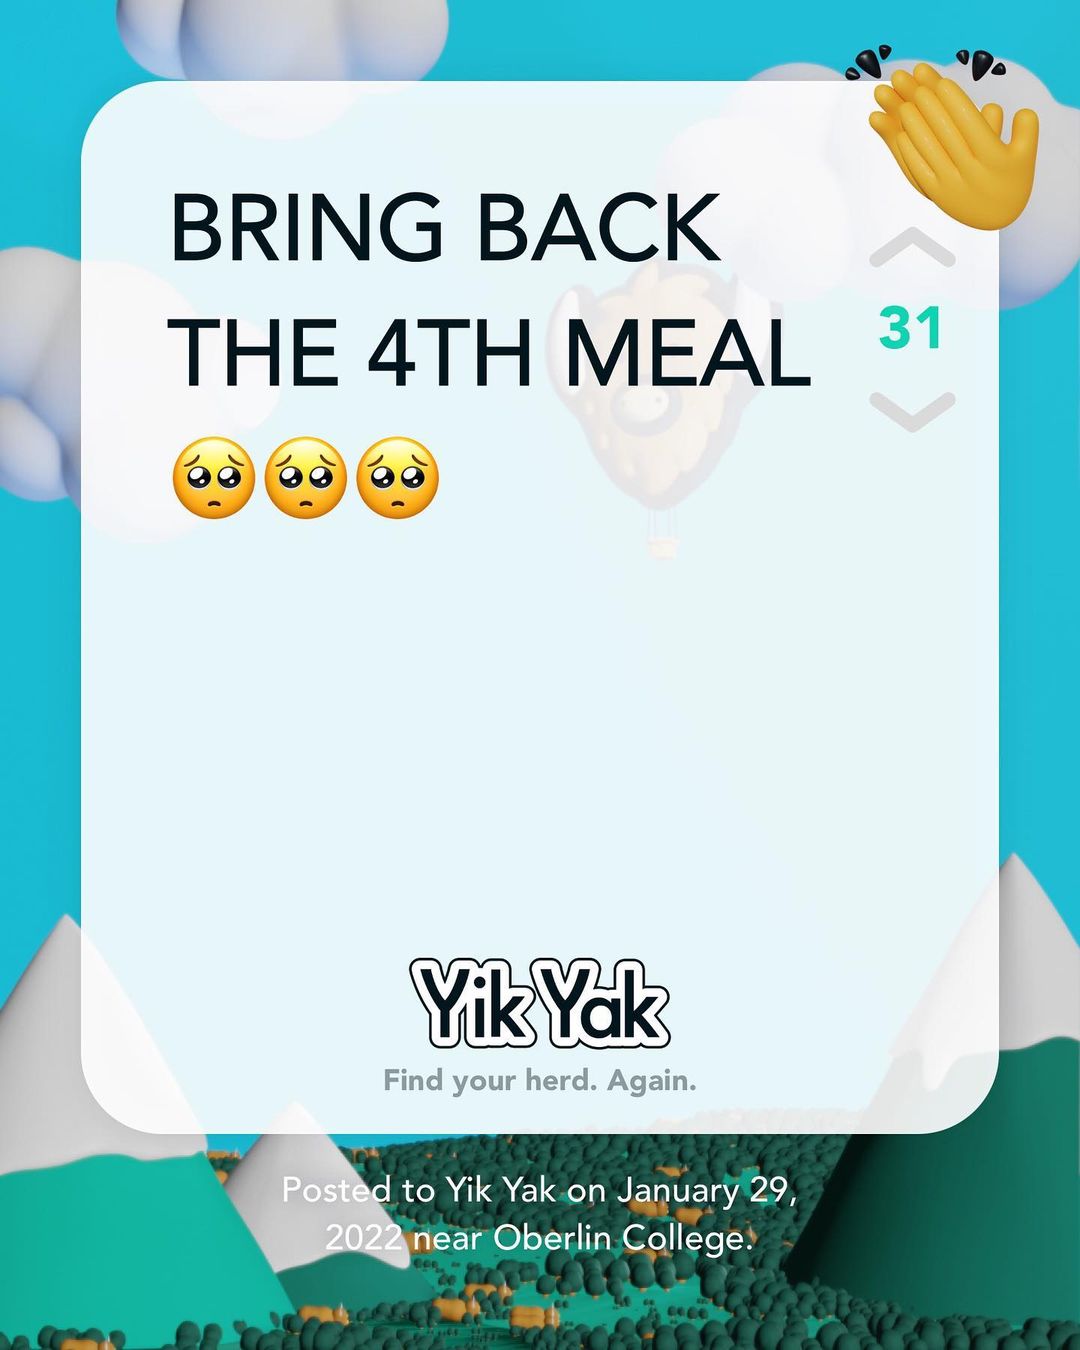 BRING BACK
THE 4TH MEAL
🥺🥺🥺
31
Yik Yak
Find your herd. Again.
Posted to Yik Yak on January 29,
2022 near Oberlin College.